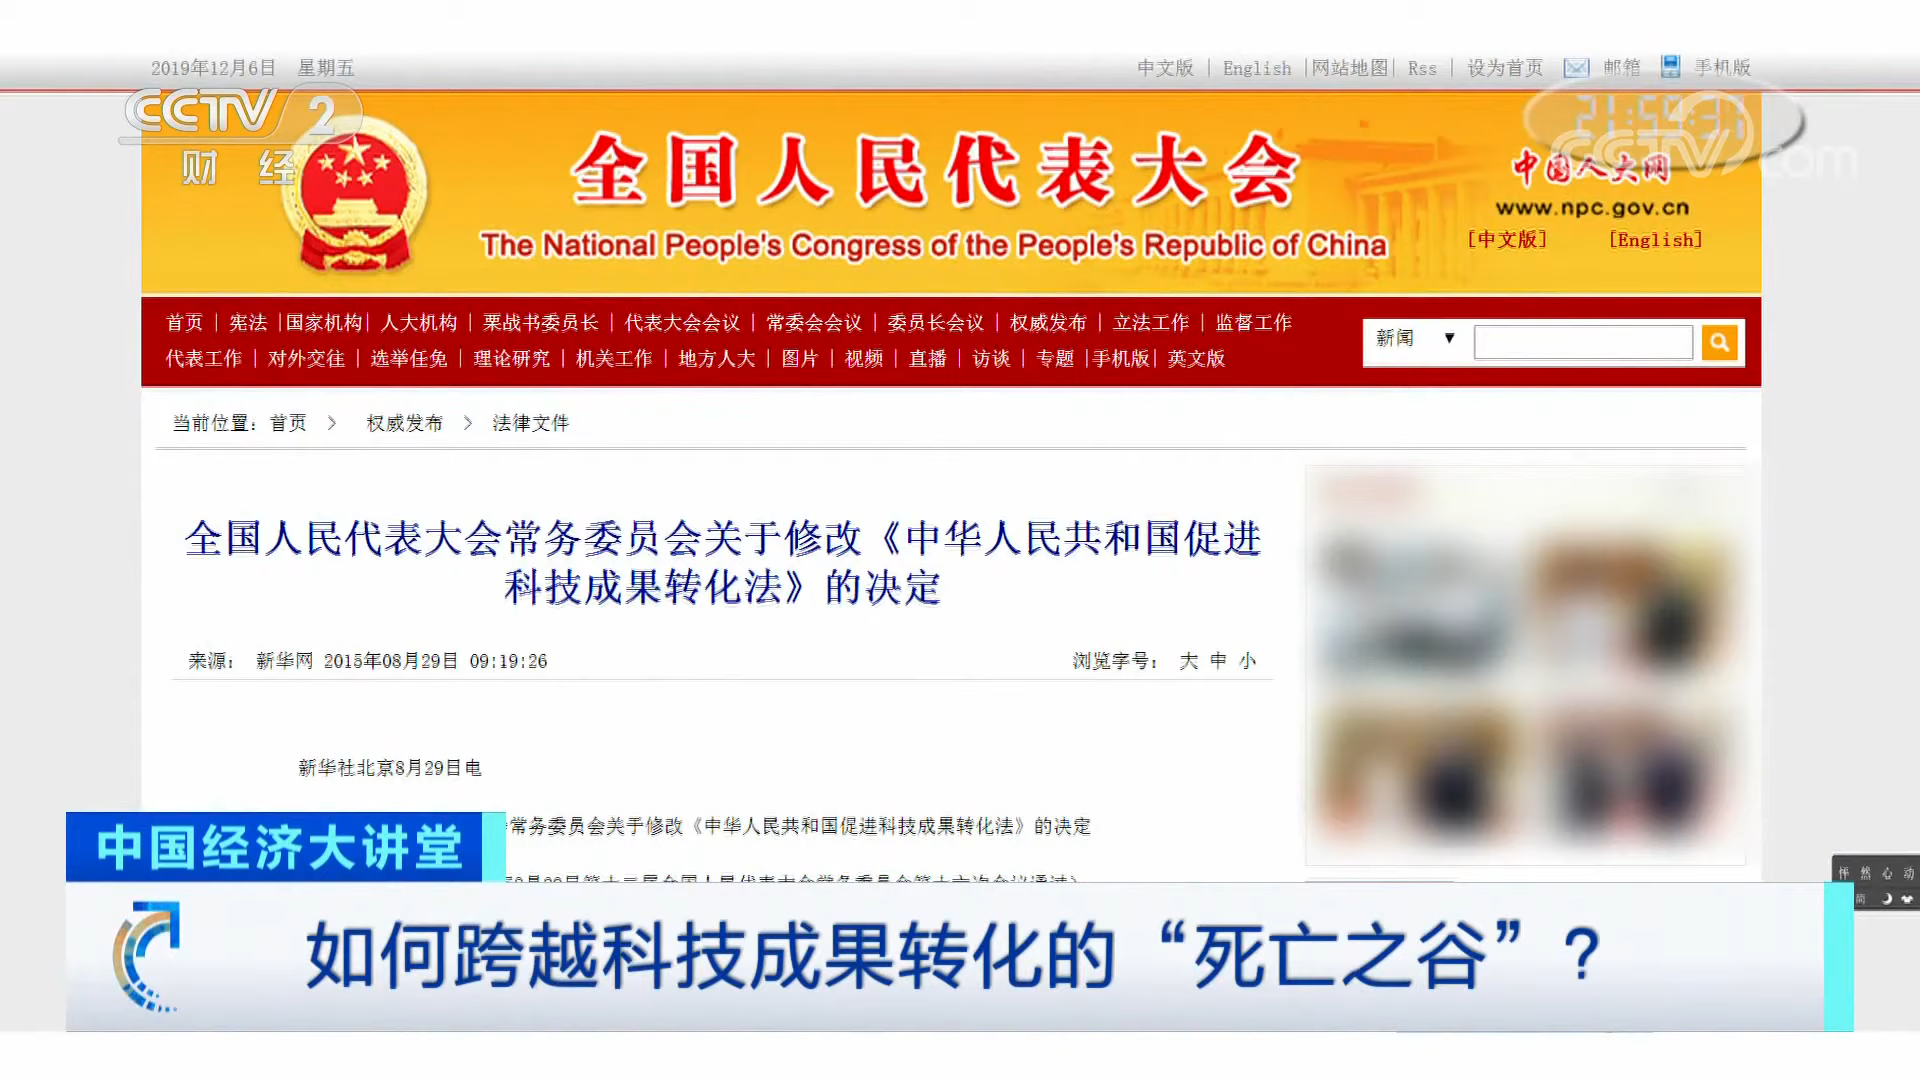 2019年12月6日 星期五
中文版 | English |网站地图| Rss | 设为首页 邮箱 手机版
CCTV 2
财 经
全国人民代表大会
The National People's Congress of the People's Republic of China
CCTV.com
中国人大网
www.npc.gov.cn
[中文版] [English]
首页 | 宪法 |国家机构| 人大机构 | 栗战书委员长 | 代表大会会议 | 常委会会议 | 委员长会议 | 权威发布 | 立法工作 | 监督工作
代表工作 | 对外交往 | 选举任免 | 理论研究 | 机关工作 | 地方人大 | 图片 | 视频 | 直播 | 访谈 | 专题 |手机版| 英文版
新闻
当前位置：首页 > 权威发布 > 法律文件
全国人民代表大会常务委员会关于修改《中华人民共和国促进
科技成果转化法》的决定
来源： 新华网 2015年08月29日 09:19:26
浏览字号： 大 中 小
新华社北京8月29日电
常务委员会关于修改《中华人民共和国促进科技成果转化法》的决定
中国经济大讲堂
怦然心动
简
如何跨越科技成果转化的“死亡之谷”？